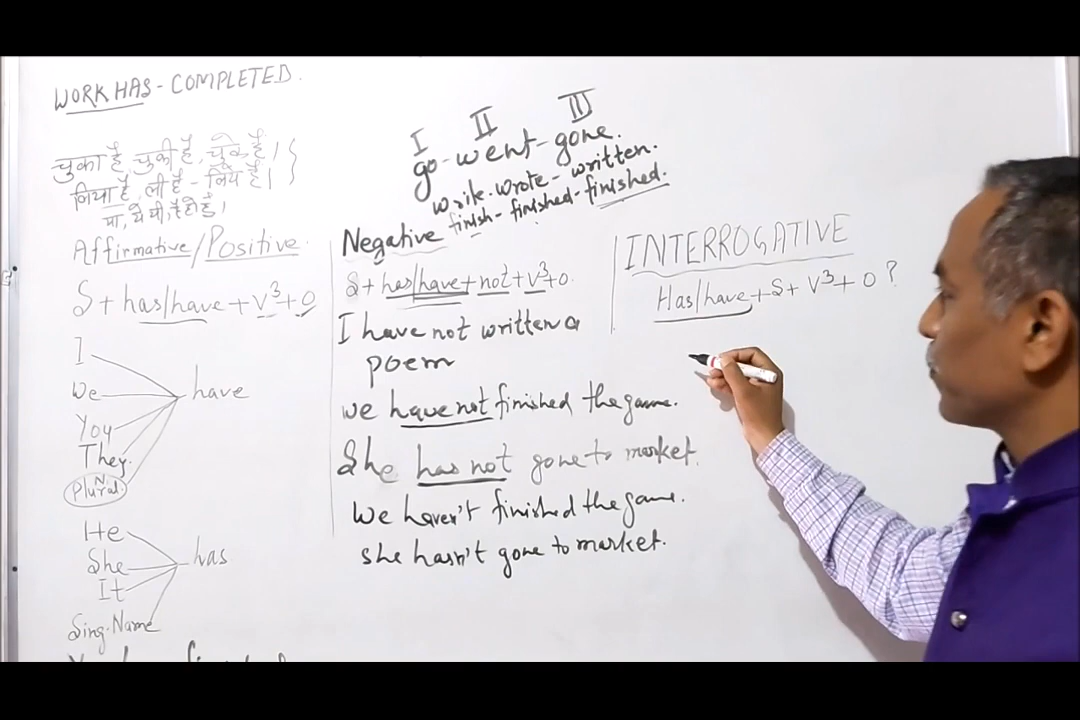 WORK HAS - COMPLETED.
चुका है, चुकी है, चुके है।
लिया है, ली है - लिये है।
या, ये यी, है हो हूँ।
Affirmative/Positive
S + has/have + V³ + O
I
We
You
They.
Plural. N
have
He
She
It
Sing. Name
has
I II III
go - went - gone.
write. wrote - written.
finish - finished - finished.
Negative
S + has/have + not + V³ + O.
I have not written a
poem
we have not finished the game.
She has not gone to market.
We haven't finished the game.
she hasn't gone to market.
INTERROGATIVE
Has/have + S + V³ + O ?